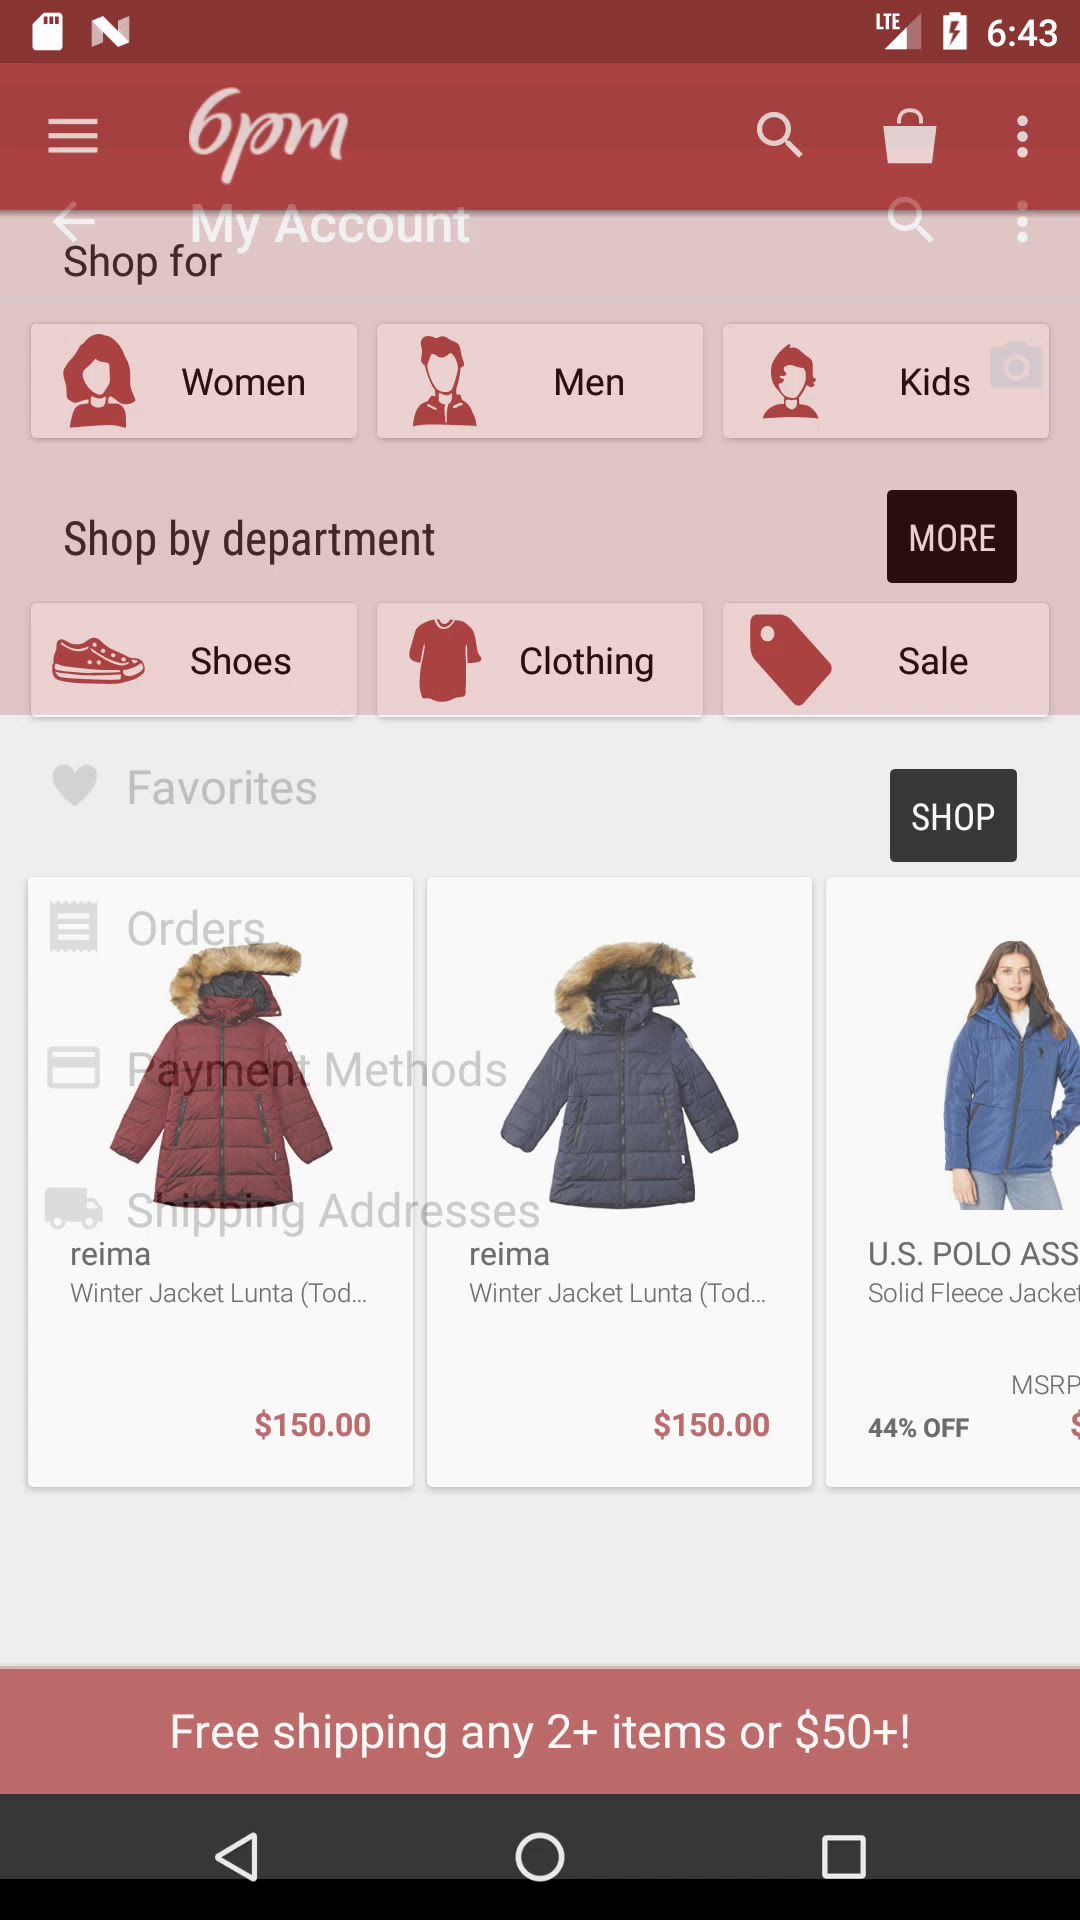 LTE 6:43
6pm
My Account
Shop for
Women Men Kids
Shop by department MORE
Shoes Clothing Sale
Favorites SHOP
Orders
Payment Methods
Shipping Addresses
reima reima U.S. POLO ASS
Winter Jacket Lunta (Tod... Winter Jacket Lunta (Tod... Solid Fleece Jacket
MSRP
$150.00 $150.00 44% OFF $
Free shipping any 2+ items or $50+!